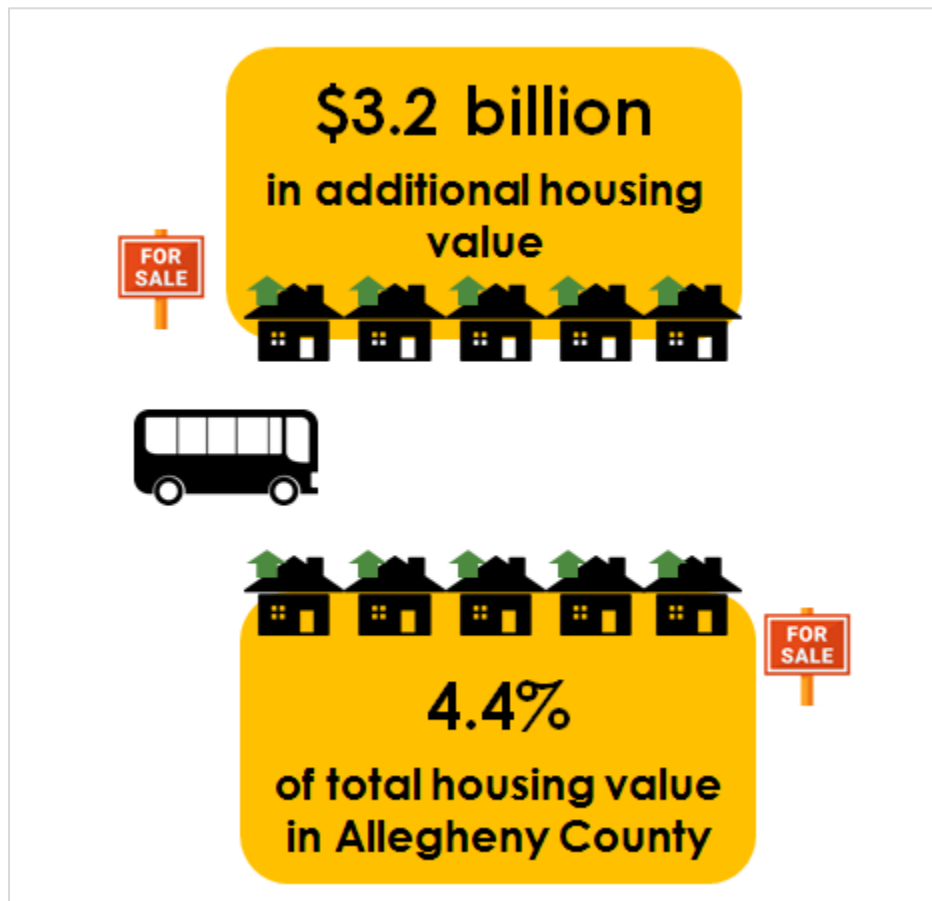 $3.2 billion
in additional housing
value
FOR
SALE
FOR
SALE
4.4%
of total housing value
in Allegheny County